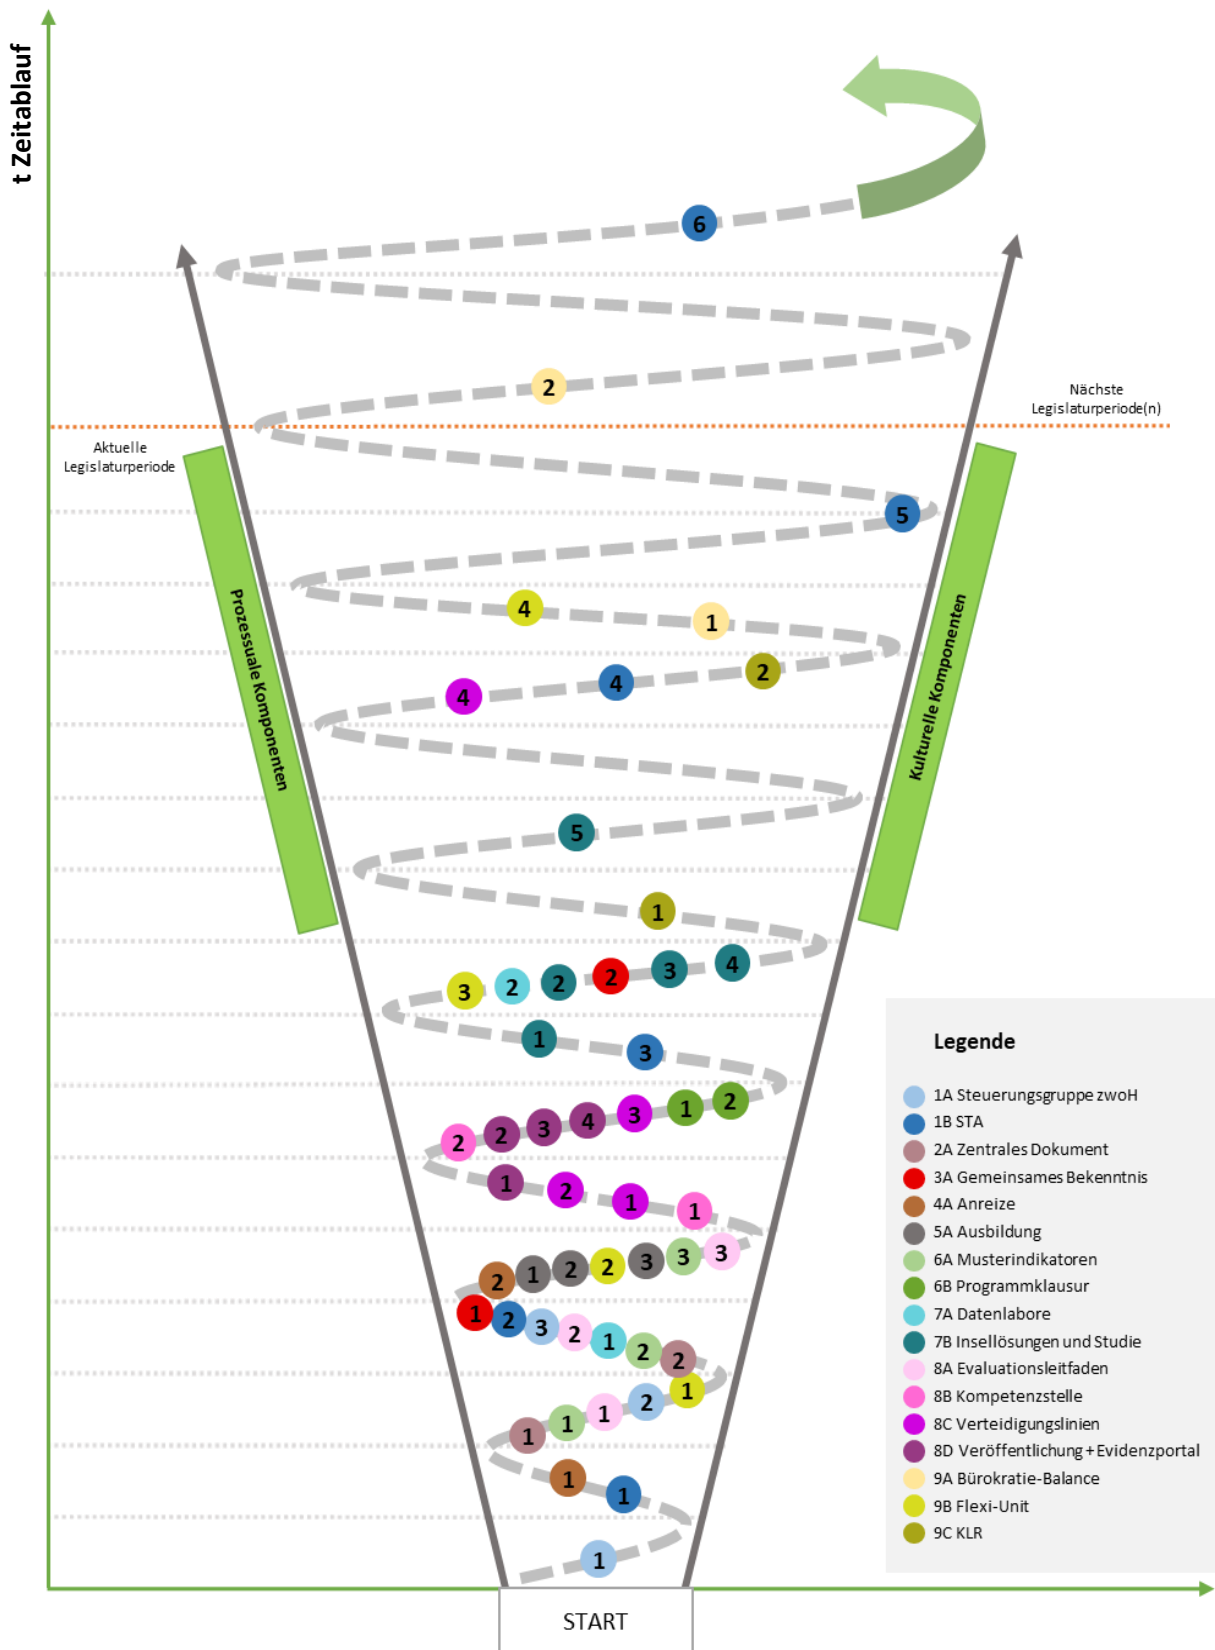 t Zeitablauf
6
2
Nächste
Legislaturperiode(n)
Aktuelle
Legislaturperiode
5
Prozessuale Komponenten
Kulturelle Komponenten
4
1
4
4
2
5
1
3
2
2
2
3
4
1
3
2
2
3
4
3
1
2
1
2
1
1
2
1
2
2
3
3
3
1
2
3
2
1
2
2
1
1
1
2
1
1
1
1
START
Legende
1A Steuerungsgruppe zwoH
1B STA
2A Zentrales Dokument
3A Gemeinsames Bekenntnis
4A Anreize
5A Ausbildung
6A Musterindikatoren
6B Programmklausur
7A Datenlabore
7B Insellösungen und Studie
8A Evaluationsleitfaden
8B Kompetenzstelle
8C Verteidigungslinien
8D Veröffentlichung + Evidenzportal
9A Bürokratie-Balance
9B Flexi-Unit
9C KLR